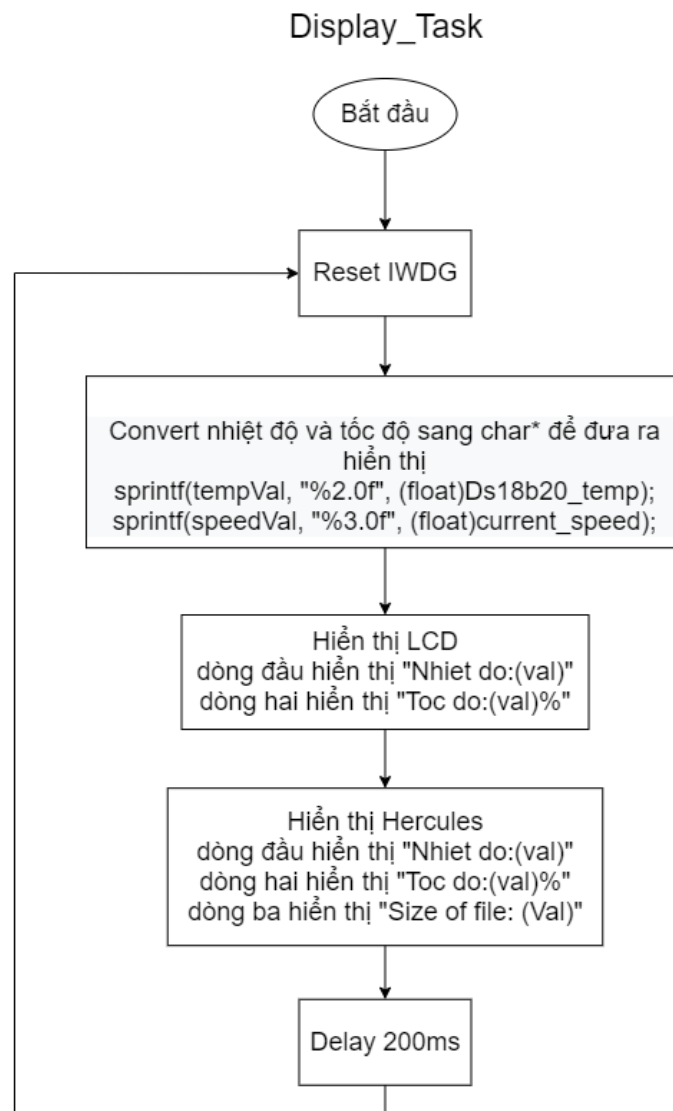 Display_Task
Bắt đầu
Reset IWDG
Convert nhiệt độ và tốc độ sang char* để đưa ra
hiển thị
sprintf(tempVal, "%2.0f", (float)Ds18b20_temp);
sprintf(speedVal, "%3.0f", (float)current_speed);
Hiển thị LCD
dòng đầu hiển thị "Nhiet do:(val)"
dòng hai hiển thị "Toc do:(val)%"
Hiển thị Hercules
dòng đầu hiển thị "Nhiet do:(val)"
dòng hai hiển thị "Toc do:(val)%"
dòng ba hiển thị "Size of file: (Val)"
Delay 200ms